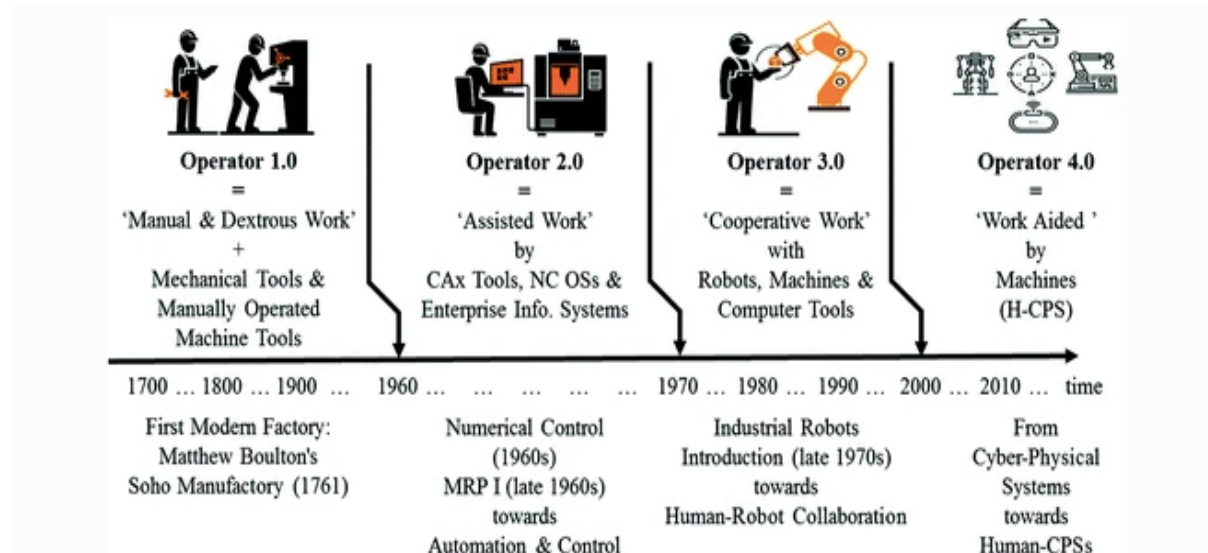 Operator 1.0
=
'Manual & Dextrous Work'
+
Mechanical Tools &
Manually Operated
Machine Tools
Operator 2.0
=
'Assisted Work'
by
CAx Tools, NC OSs &
Enterprise Info. Systems
Operator 3.0
=
'Cooperative Work'
with
Robots, Machines &
Computer Tools
Operator 4.0
=
'Work Aided '
by
Machines
(H-CPS)
1700 ... 1800 ... 1900 ... 1960 ... ... ... ... ... 1970 ... 1980 ... 1990 ... 2000 ... 2010 ... time
First Modern Factory:
Matthew Boulton's
Soho Manufactory (1761)
Numerical Control
(1960s)
MRP I (late 1960s)
towards
Automation & Control
Industrial Robots
Introduction (late 1970s)
towards
Human-Robot Collaboration
From
Cyber-Physical
Systems
towards
Human-CPSs